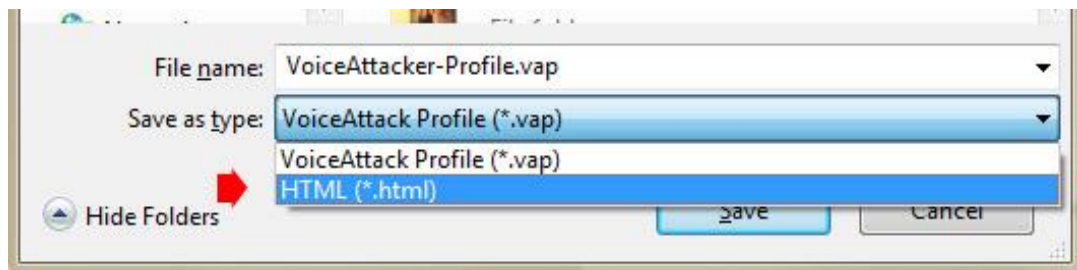 File name: VoiceAttacker-Profile.vap
Save as type: VoiceAttack Profile (*.vap)
VoiceAttack Profile (*.vap)
HTML (*.html)
Hide Folders Save Cancel